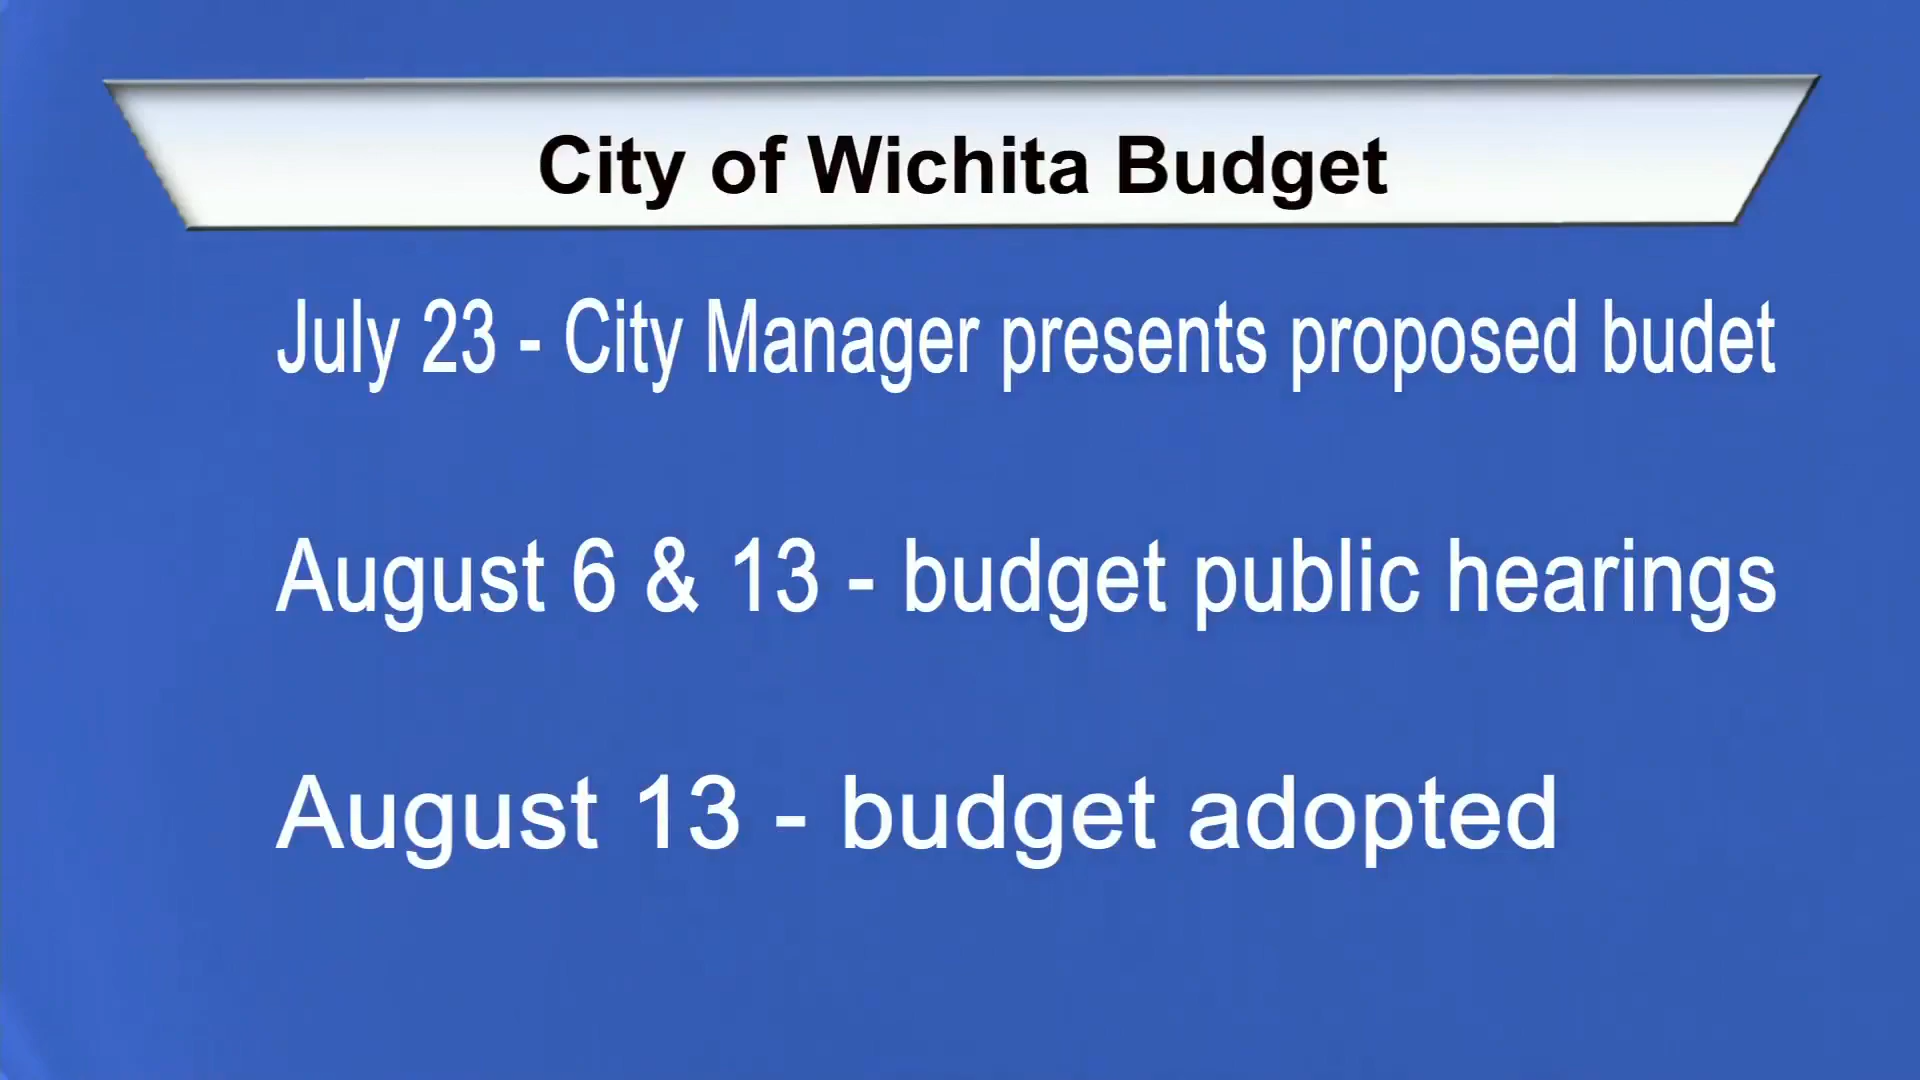 City of Wichita Budget
July 23 - City Manager presents proposed budet
August 6 & 13 - budget public hearings
August 13 - budget adopted